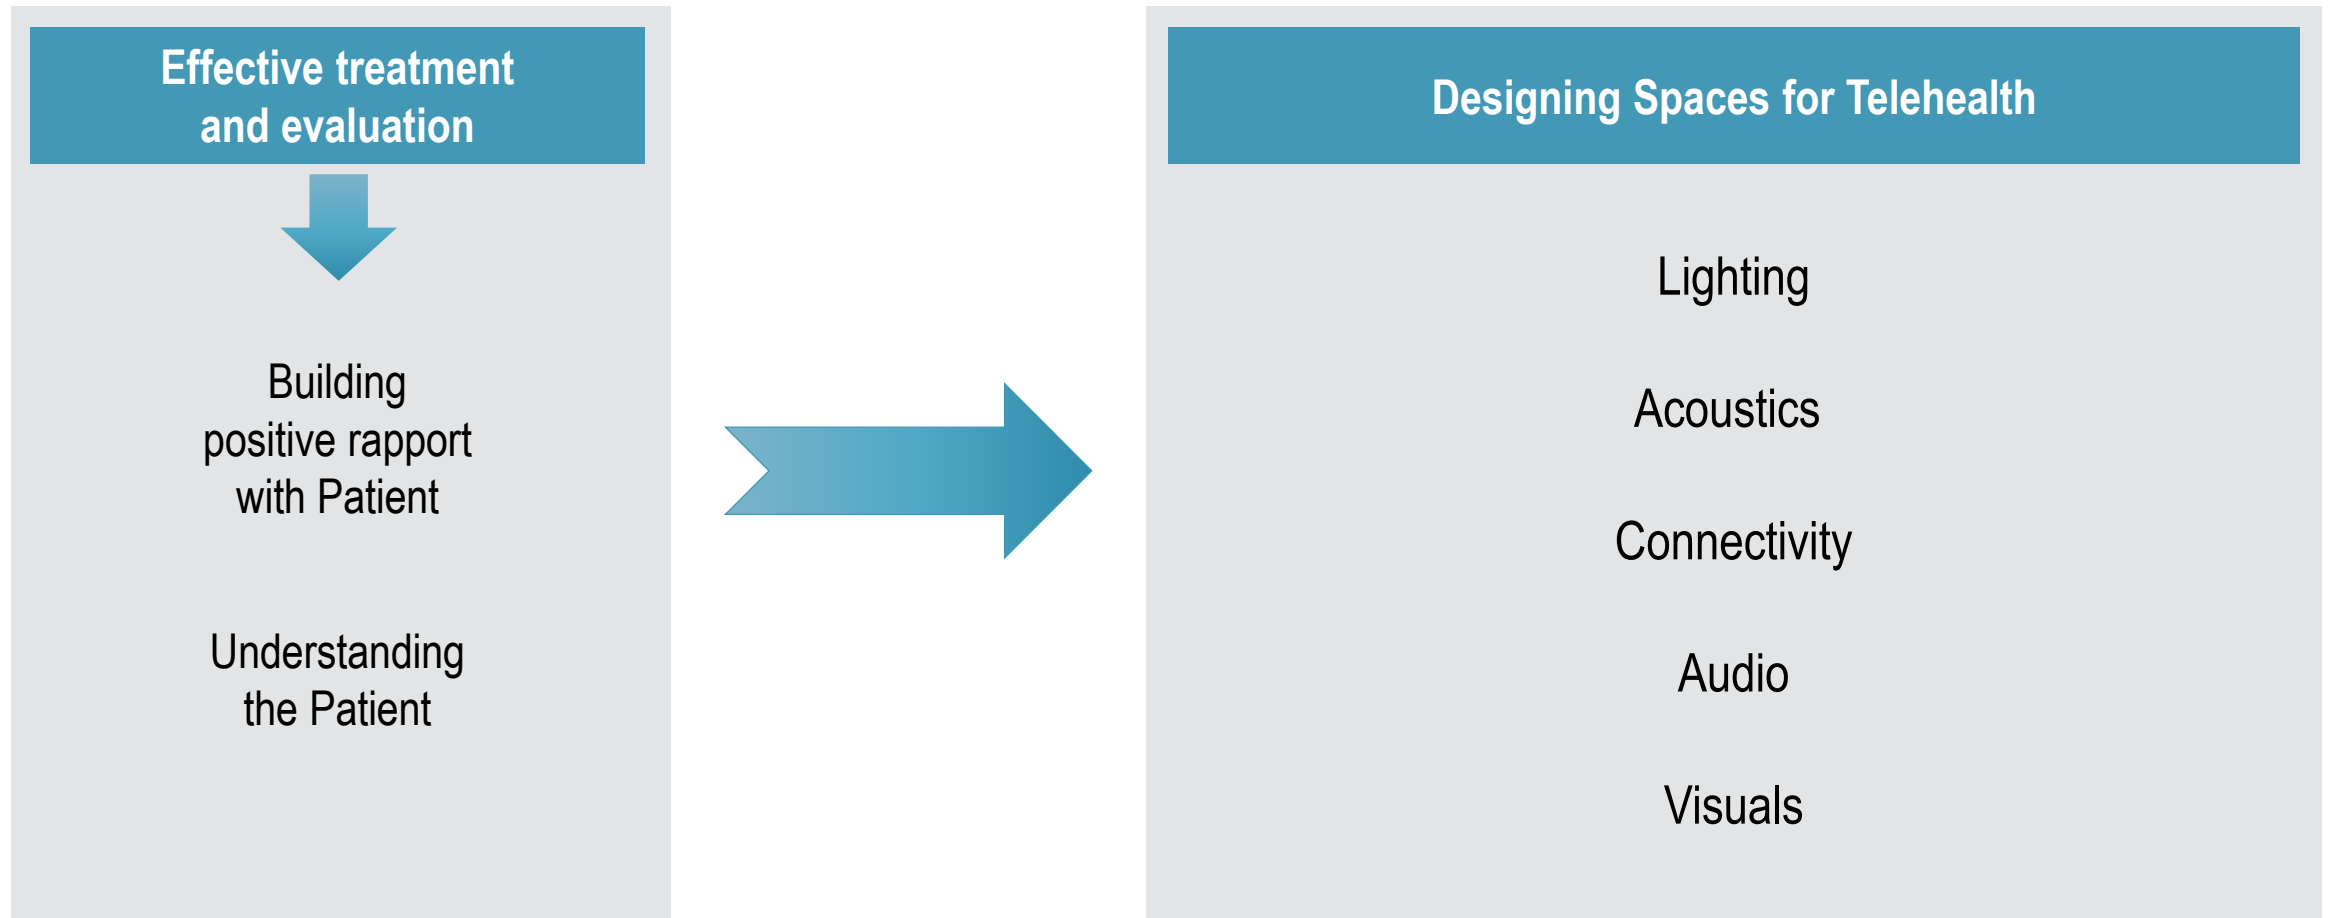 Effective treatment
and evaluation
Building
positive rapport
with Patient
Understanding
the Patient
Designing Spaces for Telehealth
Lighting
Acoustics
Connectivity
Audio
Visuals